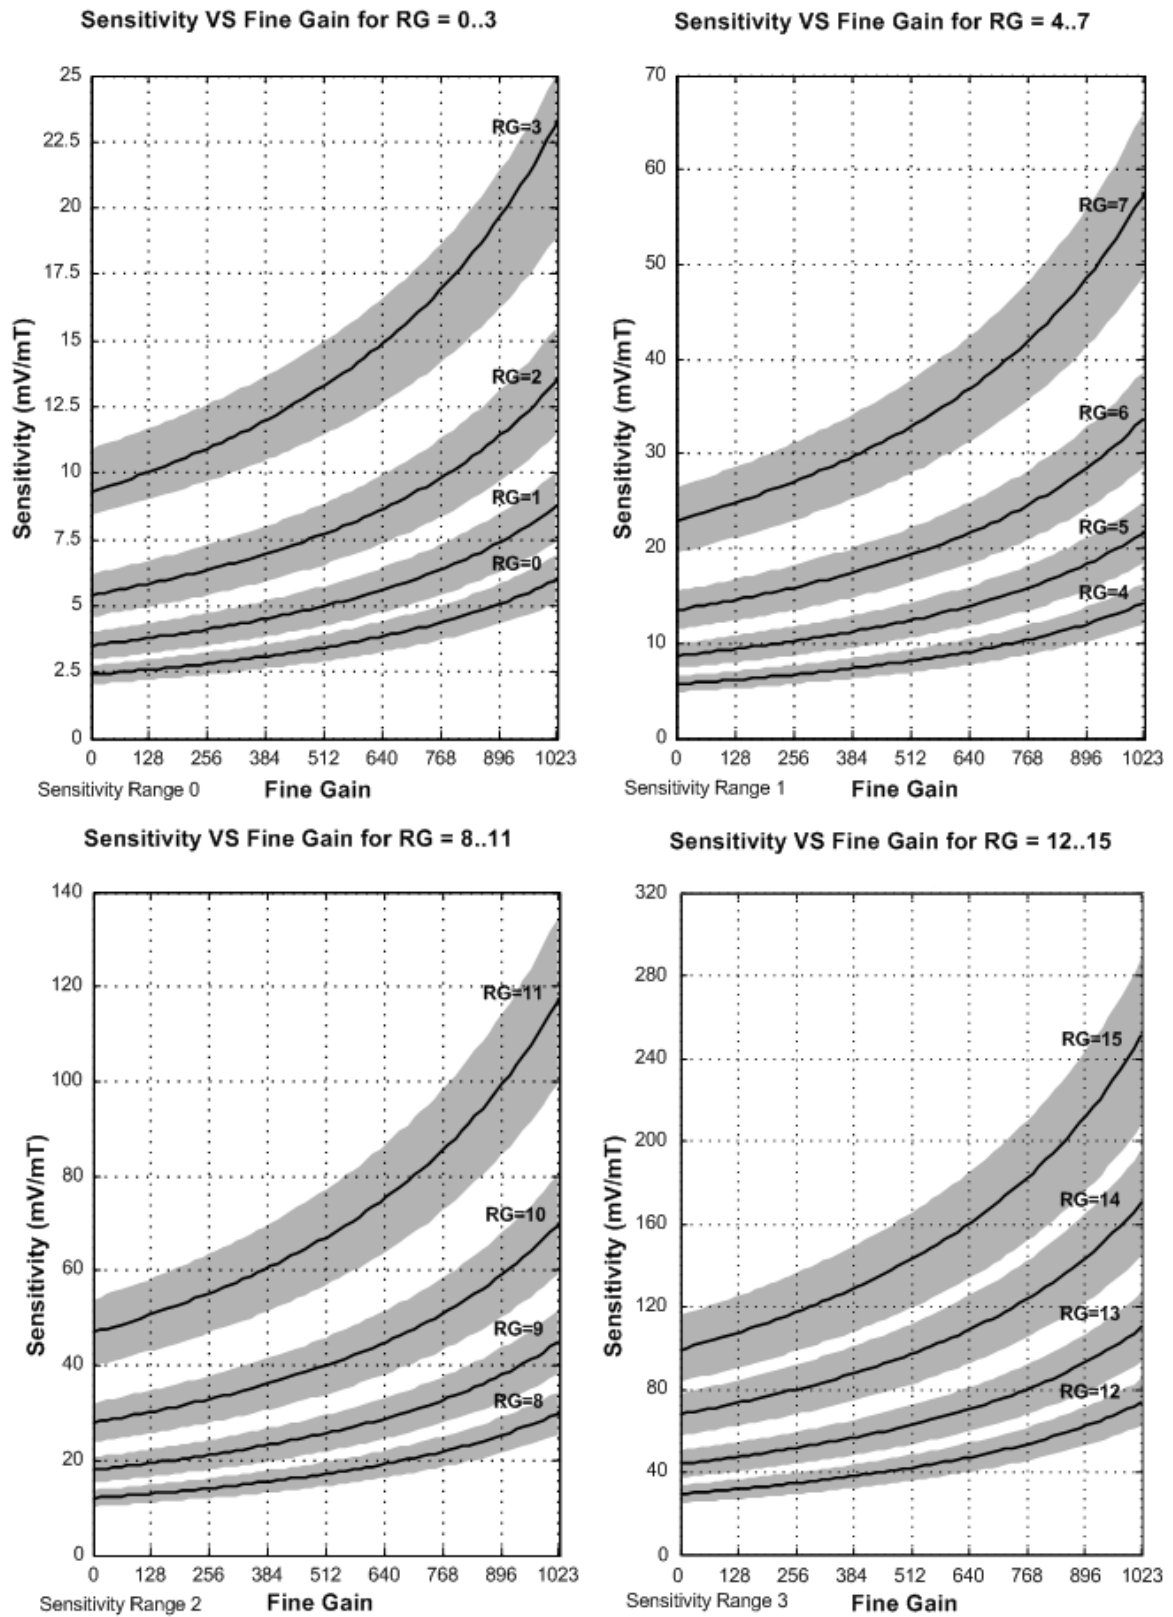 Sensitivity VS Fine Gain for RG = 0..3
25
22.5
20
17.5
15
12.5
10
7.5
5
2.5
0
Sensitivity (mV/mT)
RG=3
RG=2
RG=1
RG=0
0 128 256 384 512 640 768 896 1023
Sensitivity Range 0
Fine Gain
Sensitivity VS Fine Gain for RG = 4..7
70
60
50
40
30
20
10
0
Sensitivity (mV/mT)
RG=7
RG=6
RG=5
RG=4
0 128 256 384 512 640 768 896 1023
Sensitivity Range 1
Fine Gain
Sensitivity VS Fine Gain for RG = 8..11
140
120
100
80
60
40
20
0
Sensitivity (mV/mT)
RG=11
RG=10
RG=9
RG=8
0 128 256 384 512 640 768 896 1023
Sensitivity Range 2
Fine Gain
Sensitivity VS Fine Gain for RG = 12..15
320
280
240
200
160
120
80
40
0
Sensitivity (mV/mT)
RG=15
RG=14
RG=13
RG=12
0 128 256 384 512 640 768 896 1023
Sensitivity Range 3
Fine Gain